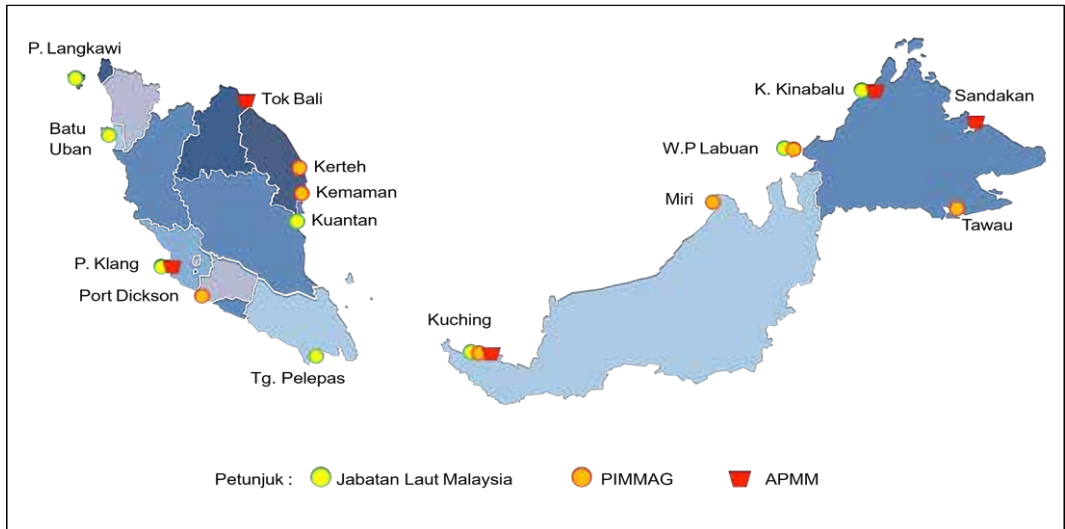 P. Langkawi
Tok Bali
Batu
Uban
Kerteh
Kemaman
Kuantan
P. Klang
Port Dickson
Tg. Pelepas
K. Kinabalu
Sandakan
W.P Labuan
Miri
Tawau
Kuching
Petunjuk : Jabatan Laut Malaysia PIMMAG APMM